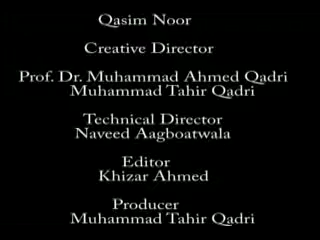 Qasim Noor
Creative Director
Prof. Dr. Muhammad Ahmed Qadri
Muhammad Tahir Qadri
Technical Director
Naveed Aagboatwala
Editor
Khizar Ahmed
Producer
Muhammad Tahir Qadri